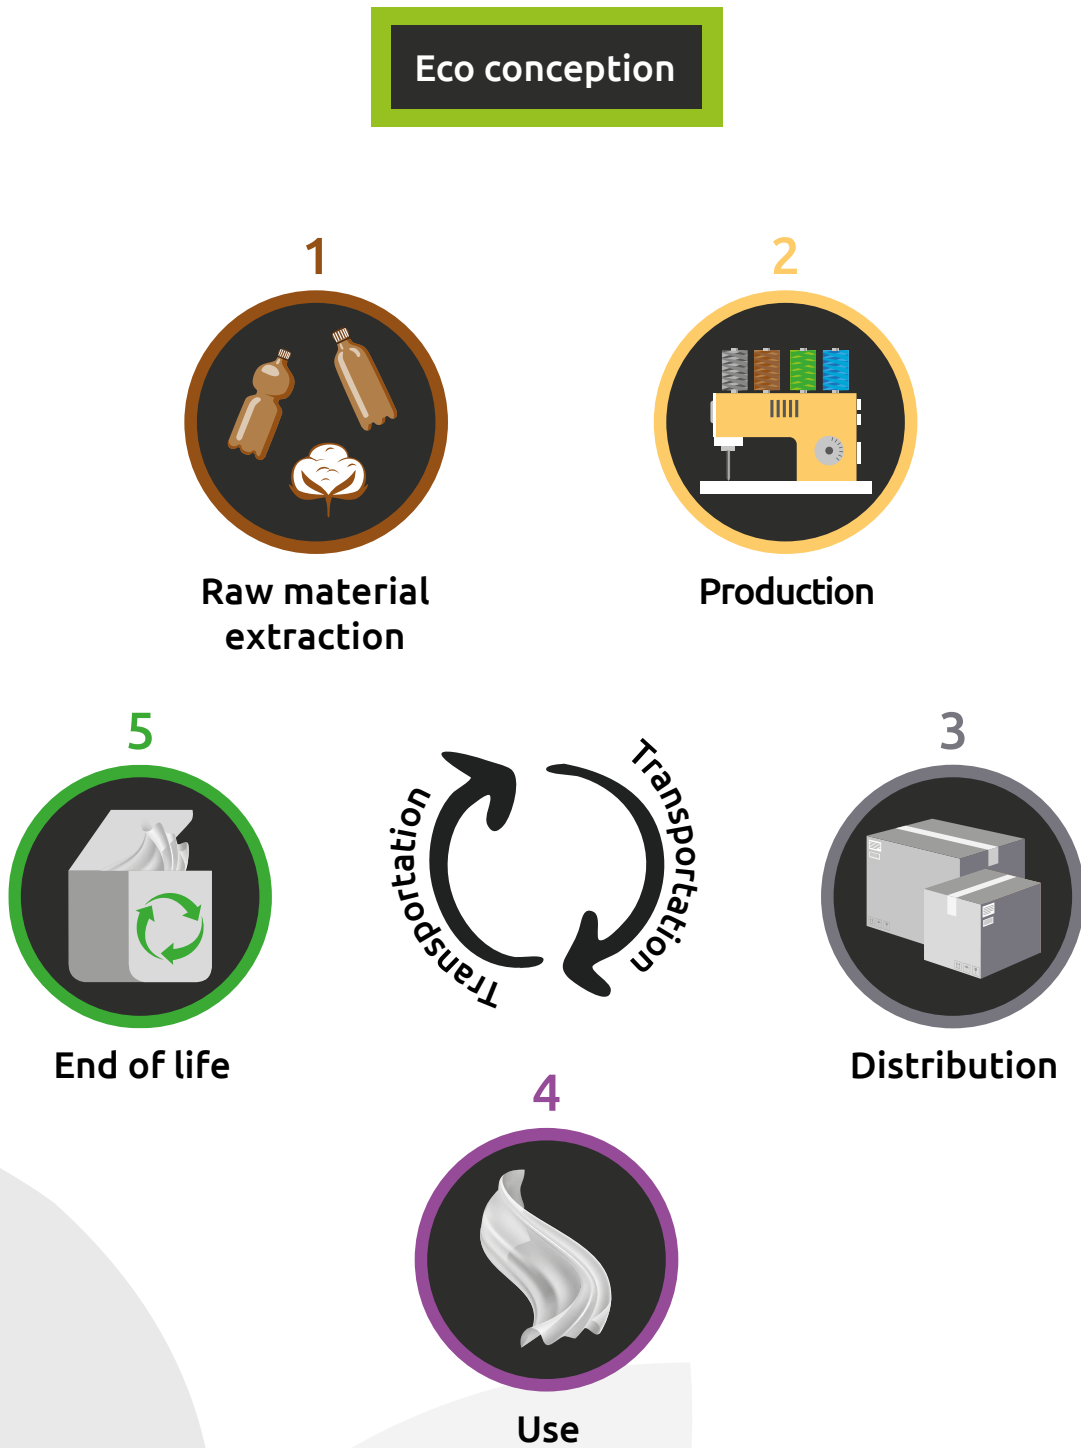 Eco conception
1
2
Raw material
extraction
Production
5
3
Transportation
Transportation
End of life
Distribution
4
Use